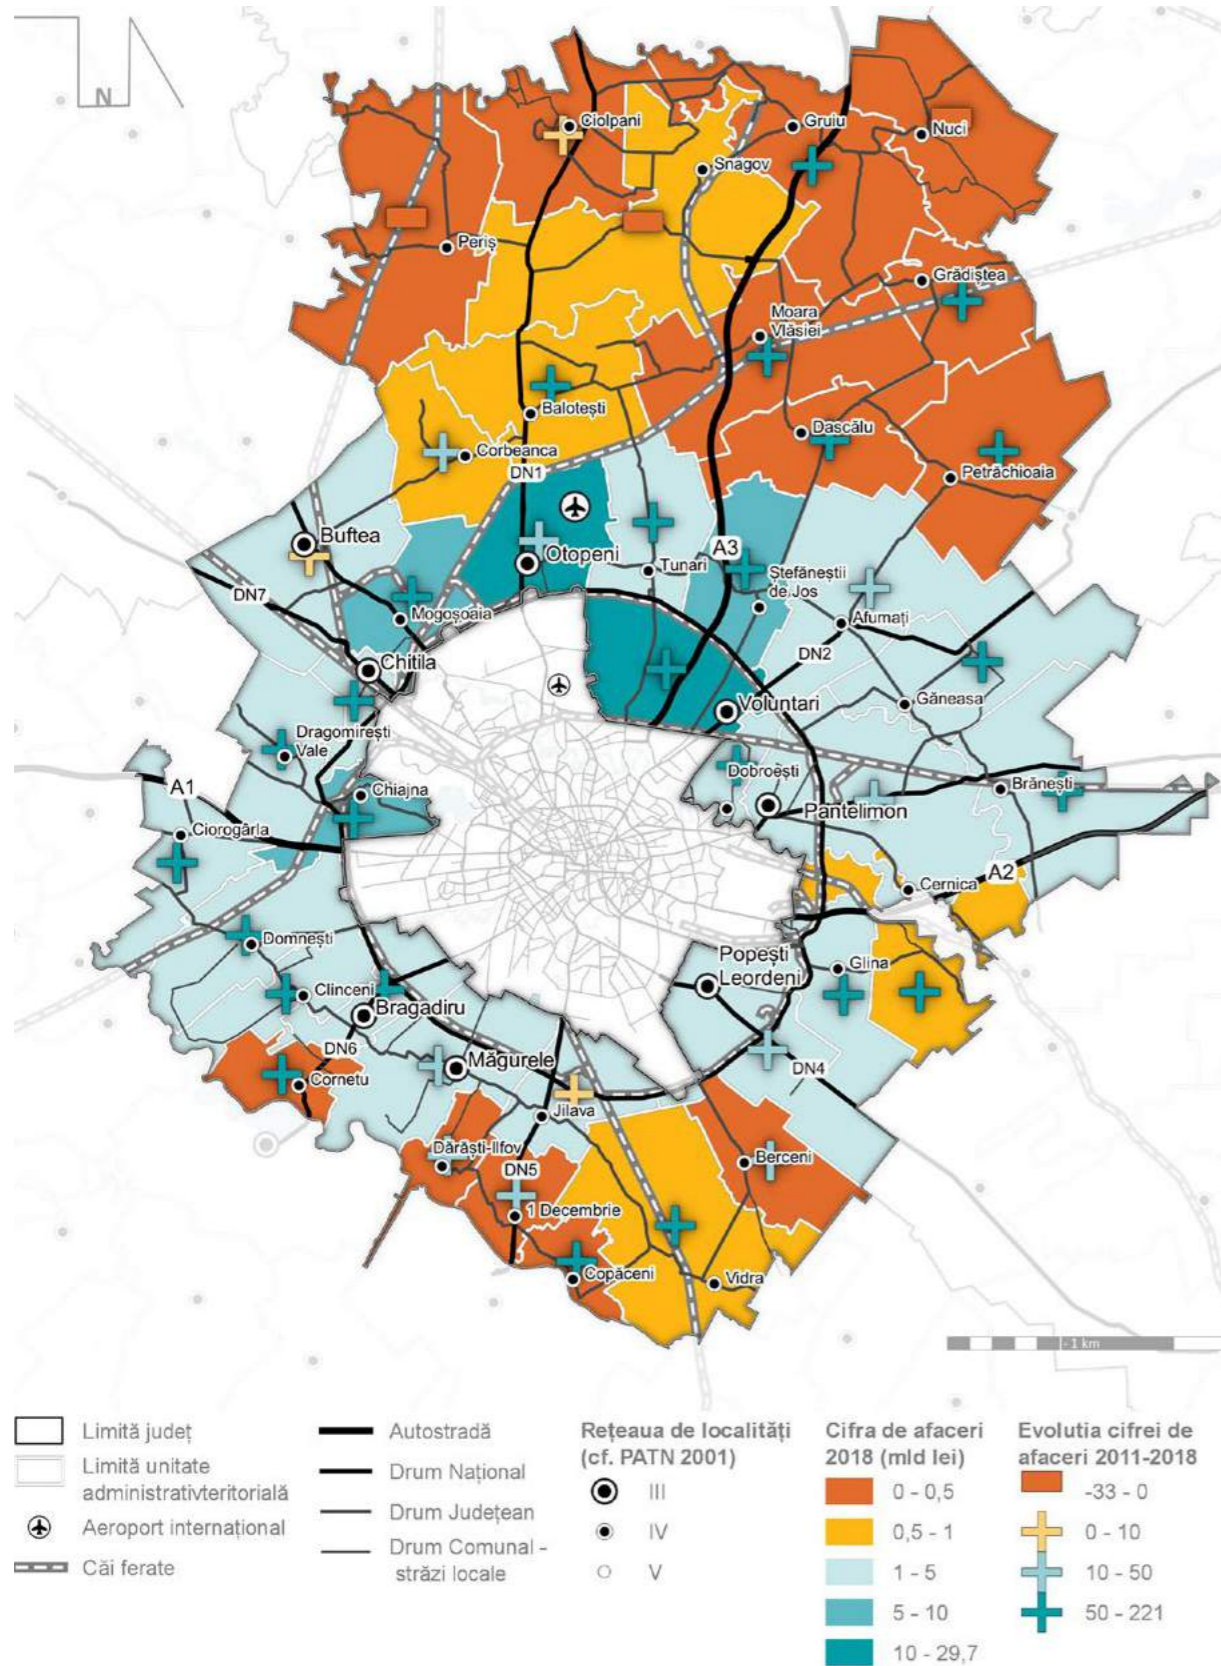 N
Ciolpani
Gruiu
Nuci
Snagov
Periș
Grădiștea
Moara
Vlăsiei
Balotești
Dascălu
Corbeanca
DN1
Petrăchioaia
Buftea
Otopeni
A3
Tunari
Ștefăneștii
de Jos
DN7
Mogoșoaia
Afumați
DN2
Chitila
Găneasa
Voluntari
Dragomirești
Vale
Dobroești
Brănești
A1
Chiajna
Pantelimon
Ciorogârla
A2
Cernica
Domnești
Popești
Leordeni
Glina
Clinceni
Bragadiru
DN6
Măgurele
DN4
Cornetu
Jilava
Dărăști-Ilfov
DN5
Berceni
1 Decembrie
Copăceni
Vidra
1 km
Limită județ
Limită unitate
administrativteritorială
Aeroport internațional
Căi ferate
Autostradă
Drum Național
Drum Județean
Drum Comunal -
străzi locale
Rețeaua de localități
(cf. PATN 2001)
III
IV
V
Cifra de afaceri
2018 (mld lei)
0 - 0,5
0,5 - 1
1 - 5
5 - 10
10 - 29,7
Evolutia cifrei de
afaceri 2011-2018
-33 - 0
0 - 10
10 - 50
50 - 221